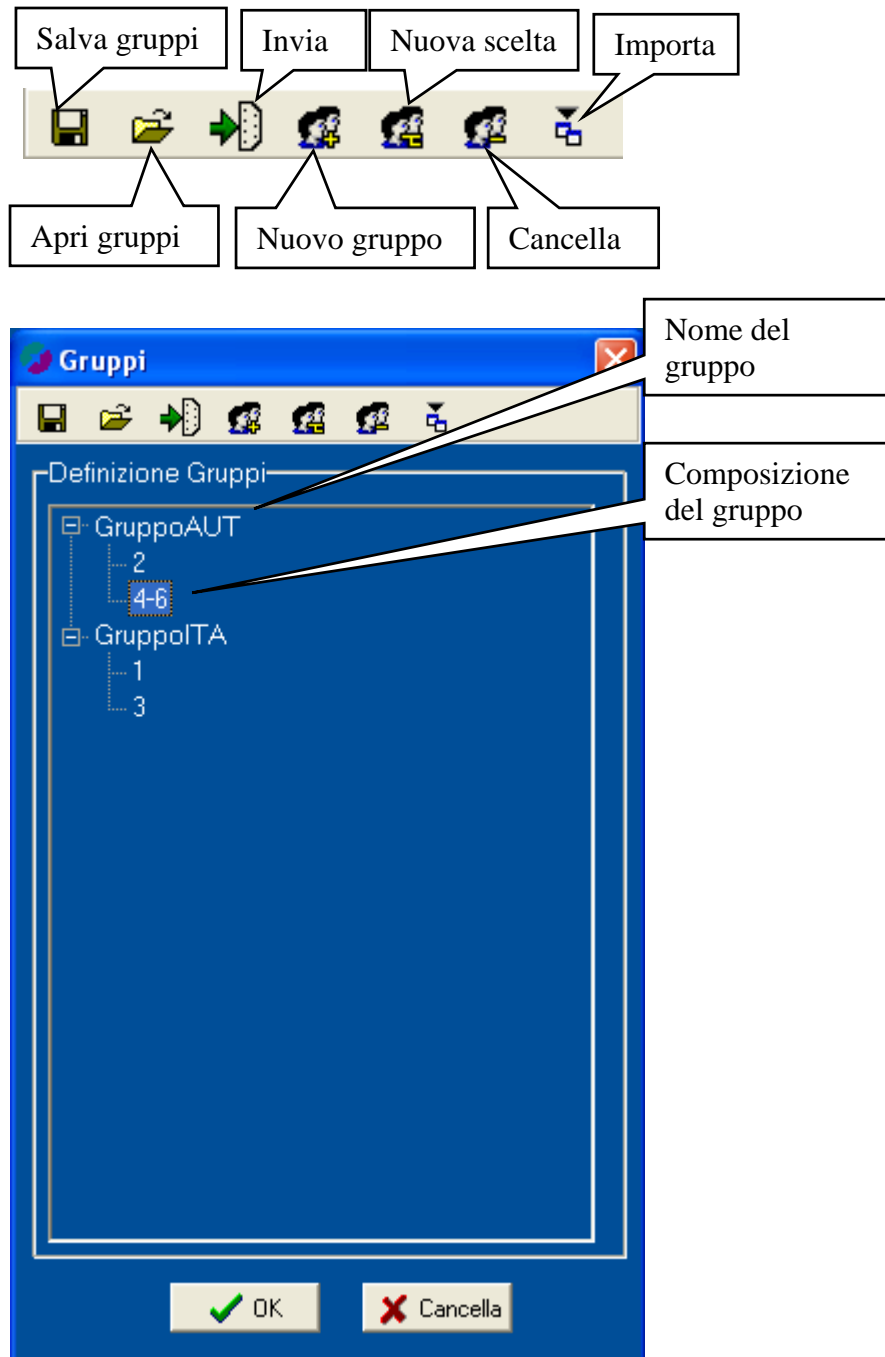 Salva gruppi
Invia
Nuova scelta
Importa
Apri gruppi
Nuovo gruppo
Cancella
Nome del
gruppo
Gruppi
Definizione Gruppi
Composizione
del gruppo
GruppoAUT
2
4-6
GruppoITA
1
3
OK
Cancella